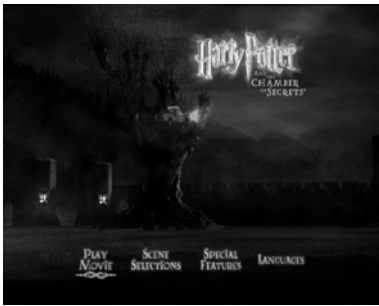 Harry Potter
AND THE
CHAMBER
OF SECRETS
PLAY MOVIE
SCENE SELECTIONS
SPECIAL FEATURES
LANGUAGES